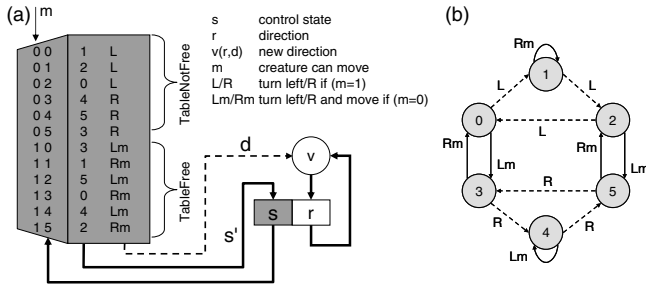 (a)
m
0 0 1 L
0 1 2 L
0 2 0 L
0 3 4 R
0 4 5 R
0 5 3 R
1 0 3 Lm
1 1 1 Rm
1 2 5 Lm
1 3 0 Rm
1 4 4 Lm
1 5 2 Rm
TableNotFree
TableFree
s control state
r direction
v(r,d) new direction
m creature can move
L/R turn left/R if (m=1)
Lm/Rm turn left/R and move if (m=0)
d
v
s r
s'
(b)
Rm
1
L L
0 2
L
Rm Lm Rm Lm
R
3 5
R R
4
Lm